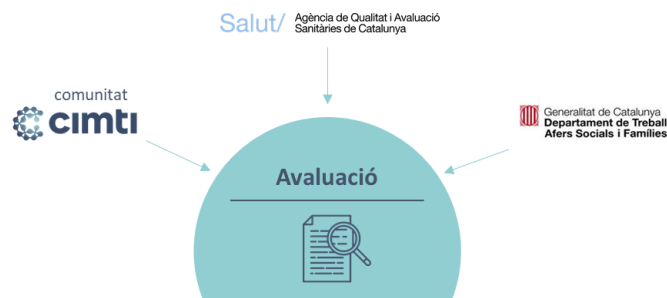 Salut/ Agència de Qualitat i Avaluació
Sanitàries de Catalunya
comunitat
cimti
Generalitat de Catalunya
Departament de Treball
Afers Socials i Famílies
Avaluació